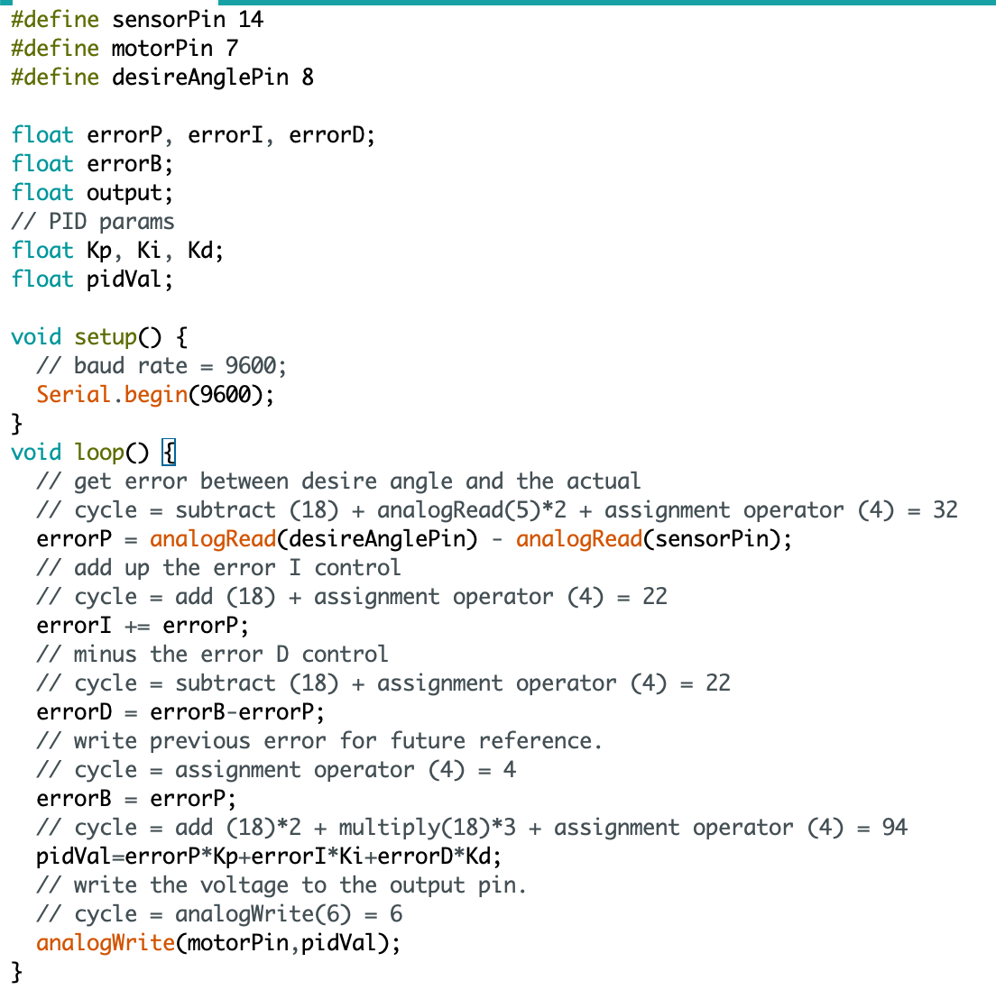 #define sensorPin 14
#define motorPin 7
#define desireAnglePin 8

float errorP, errorI, errorD;
float errorB;
float output;
// PID params
float Kp, Ki, Kd;
float pidVal;

void setup() {
  // baud rate = 9600;
  Serial.begin(9600);
}
void loop() {
  // get error between desire angle and the actual
  // cycle = subtract (18) + analogRead(5)*2 + assignment operator (4) = 32
  errorP = analogRead(desireAnglePin) - analogRead(sensorPin);
  // add up the error I control
  // cycle = add (18) + assignment operator (4) = 22
  errorI += errorP;
  // minus the error D control
  // cycle = subtract (18) + assignment operator (4) = 22
  errorD = errorB-errorP;
  // write previous error for future reference.
  // cycle = assignment operator (4) = 4
  errorB = errorP;
  // cycle = add (18)*2 + multiply(18)*3 + assignment operator (4) = 94
  pidVal=errorP*Kp+errorI*Ki+errorD*Kd;
  // write the voltage to the output pin.
  // cycle = analogWrite(6) = 6
  analogWrite(motorPin,pidVal);
}